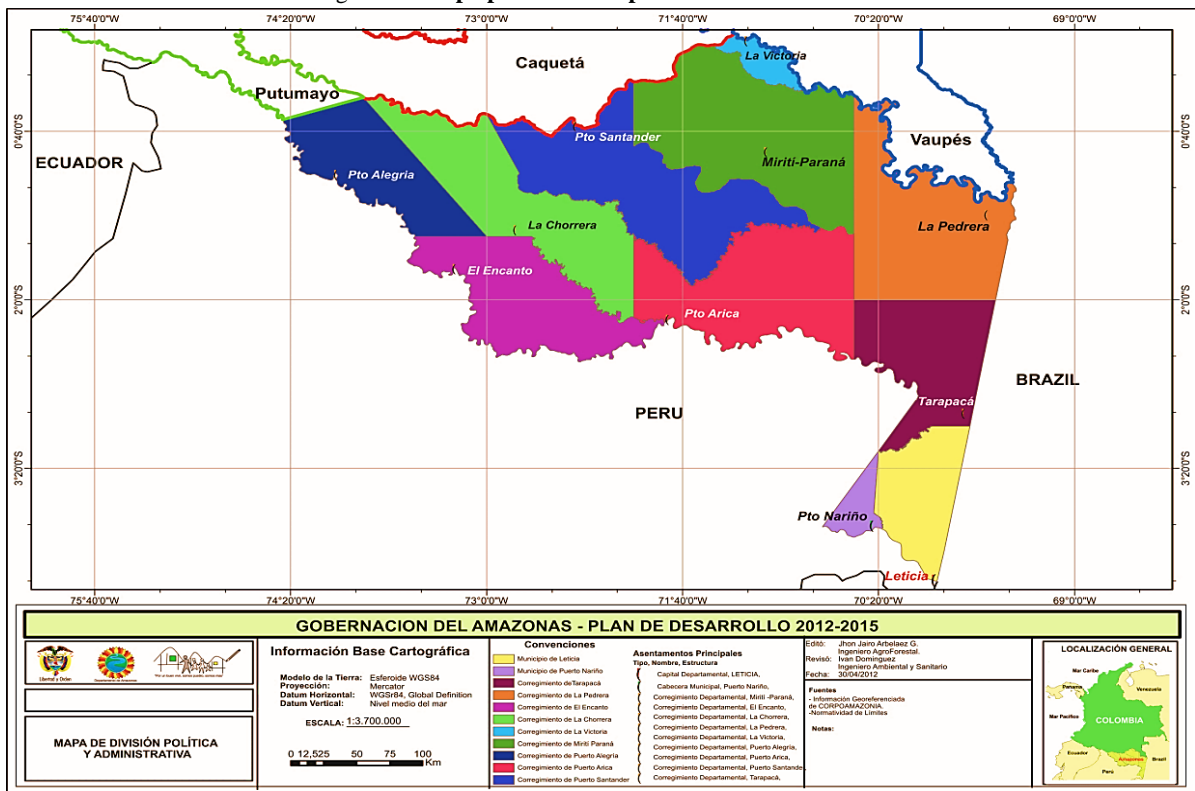 75°40'0"W 74°20'0"W 73°0'0"W 71°40'0"W 70°20'0"W 69°0'0"W
La Victoria
Caquetá
Putumayo
0°40'0"S
0°40'0"S
Pto Santander
Vaupés
ECUADOR
Miriti-Paraná
Pto Alegria
La Chorrera
La Pedrera
El Encanto
2°0'0"S
2°0'0"S
Pto Arica
BRAZIL
Tarapacá
PERU
3°20'0"S
3°20'0"S
Pto Nariño
Leticia
75°40'0"W 74°20'0"W 73°0'0"W 71°40'0"W 70°20'0"W 69°0'0"W
GOBERNACION DEL AMAZONAS - PLAN DE DESARROLLO 2012-2015
Libertad y Orden
MAPA DE DIVISIÓN POLÍTICA
Y ADMINISTRATIVA
Información Base Cartográfica
Modelo de la Tierra: Esferoide WGS84
Proyección: Mercator
Datum Horizontal: WGSr84, Global Definition
Datum Vertical: Nivel medio del mar
ESCALA: 1:3.700.000
0 12,525 50 75 100
Km
Convenciones
Municipio de Leticia
Municipio de Puerto Nariño
Corregimiento deTarapacá
Corregimiento de La Pedrera
Corregimiento de El Encanto
Corregimiento de La Chorrera
Corregimiento de La Victoria
Corregimiento de Miriti Paraná
Corregimiento de Puerto Alegria
Corregimiento de Puerto Arica
Corregimiento de Puerto Santander
Asentamentos Principales
Tipo, Nombre, Estructura
Capital Departamental, LETICIA,
Cabecera Municipal, Puerto Nariño,
Corregimiento Departamental, Miriti -Paraná,
Corregimiento Departamental, El Encanto,
Corregimiento Departamental, La Chorrera,
Corregimiento Departamental, La Pedrera,
Corregimiento Departamental, La Victoria,
Corregimiento Departamental, Puerto Alegria,
Corregimiento Departamental, Puerto Arica,
Corregimiento Departamental, Puerto Santander,
Corregimiento Departamental, Tarapacá,
Editó: Jhon Jairo Arbelaez G.
Ingeniero AgroForestal.
Revisó: Ivan Dominguez
Ingeniero Ambiental y Sanitario
Fecha: 30/04/2012
Fuentes
- Información Georeferenciada
de CORPOAMAZONIA.
-Normatividad de Limites
Notas:
LOCALIZACIÓN GENERAL
Mar Caribe
Panama
Venezuela
Mar Pacifico
COLOMBIA
Ecuador
Amazonas
Brazil
Perú